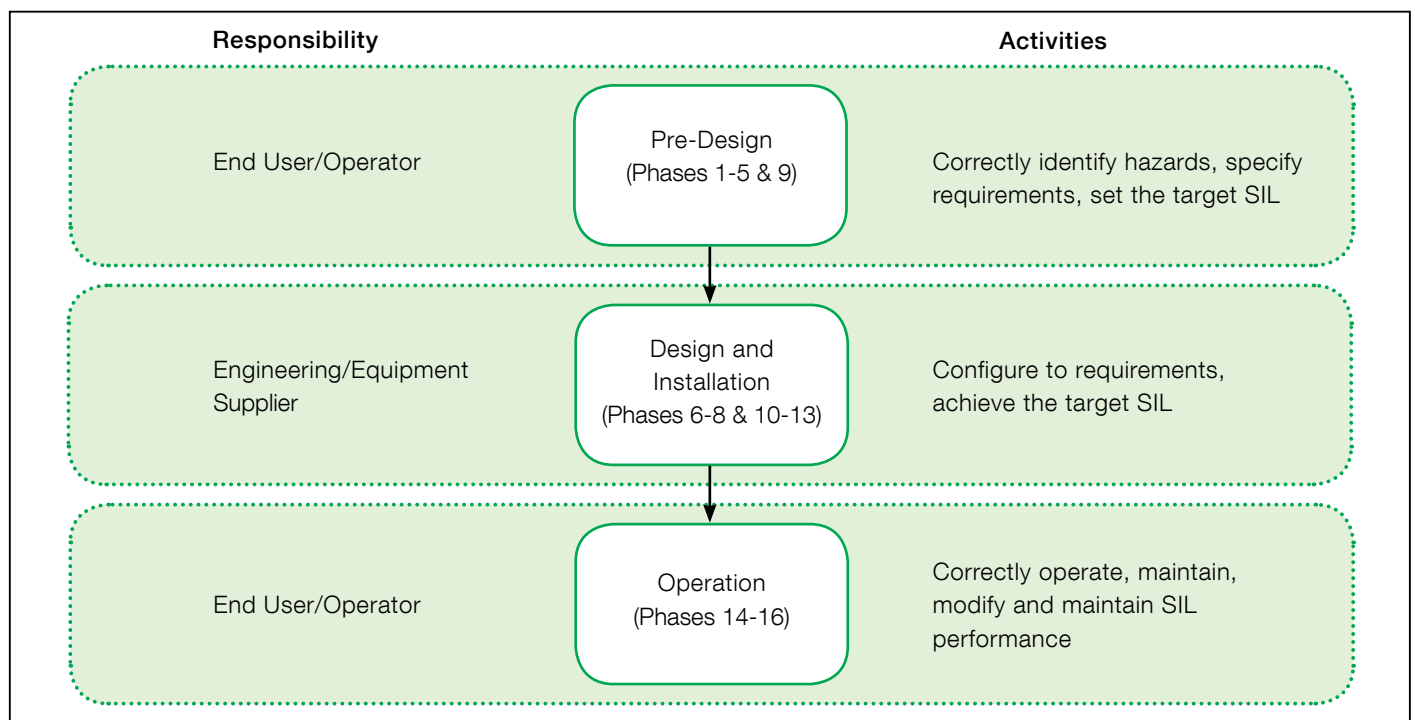 Responsibility
Activities
End User/Operator
Pre-Design
(Phases 1-5 & 9)
Correctly identify hazards, specify
requirements, set the target SIL
Engineering/Equipment
Supplier
Design and
Installation
(Phases 6-8 & 10-13)
Configure to requirements,
achieve the target SIL
End User/Operator
Operation
(Phases 14-16)
Correctly operate, maintain,
modify and maintain SIL
performance